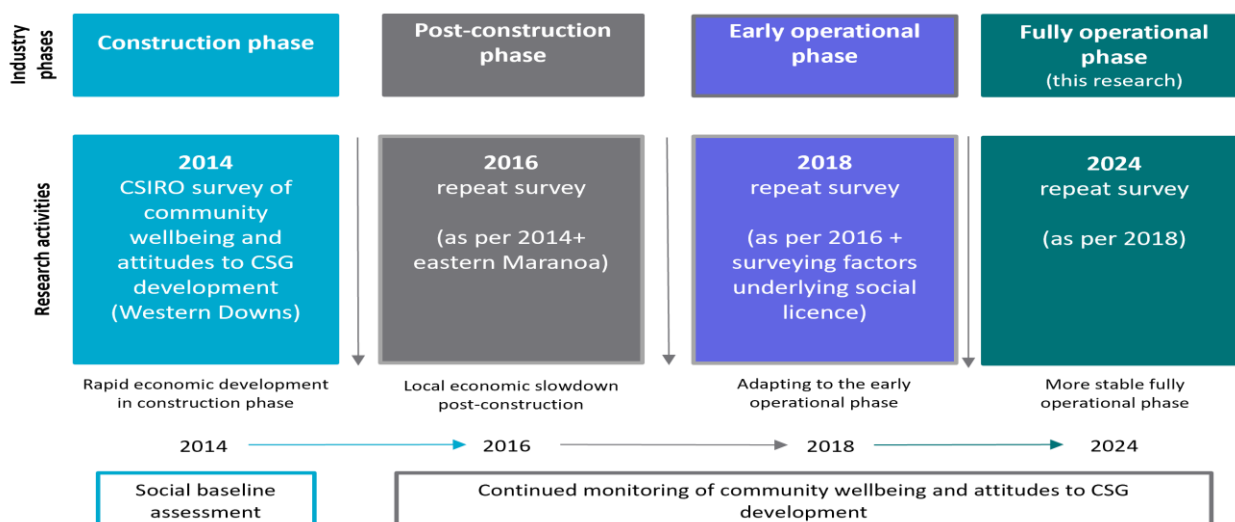 Industry
phases
Construction phase
Post-construction
phase
Early operational
phase
Fully operational
phase
(this research)
Research activities
2014
CSIRO survey of
community
wellbeing and
attitudes to CSG
development
(Western Downs)
2016
repeat survey
(as per 2014+
eastern Maranoa)
2018
repeat survey
(as per 2016 +
surveying factors
underlying social
licence)
2024
repeat survey
(as per 2018)
Rapid economic development
in construction phase
Local economic slowdown
post-construction
Adapting to the early
operational phase
More stable fully
operational phase
2014
2016
2018
2024
Social baseline
assessment
Continued monitoring of community wellbeing and attitudes to CSG
development